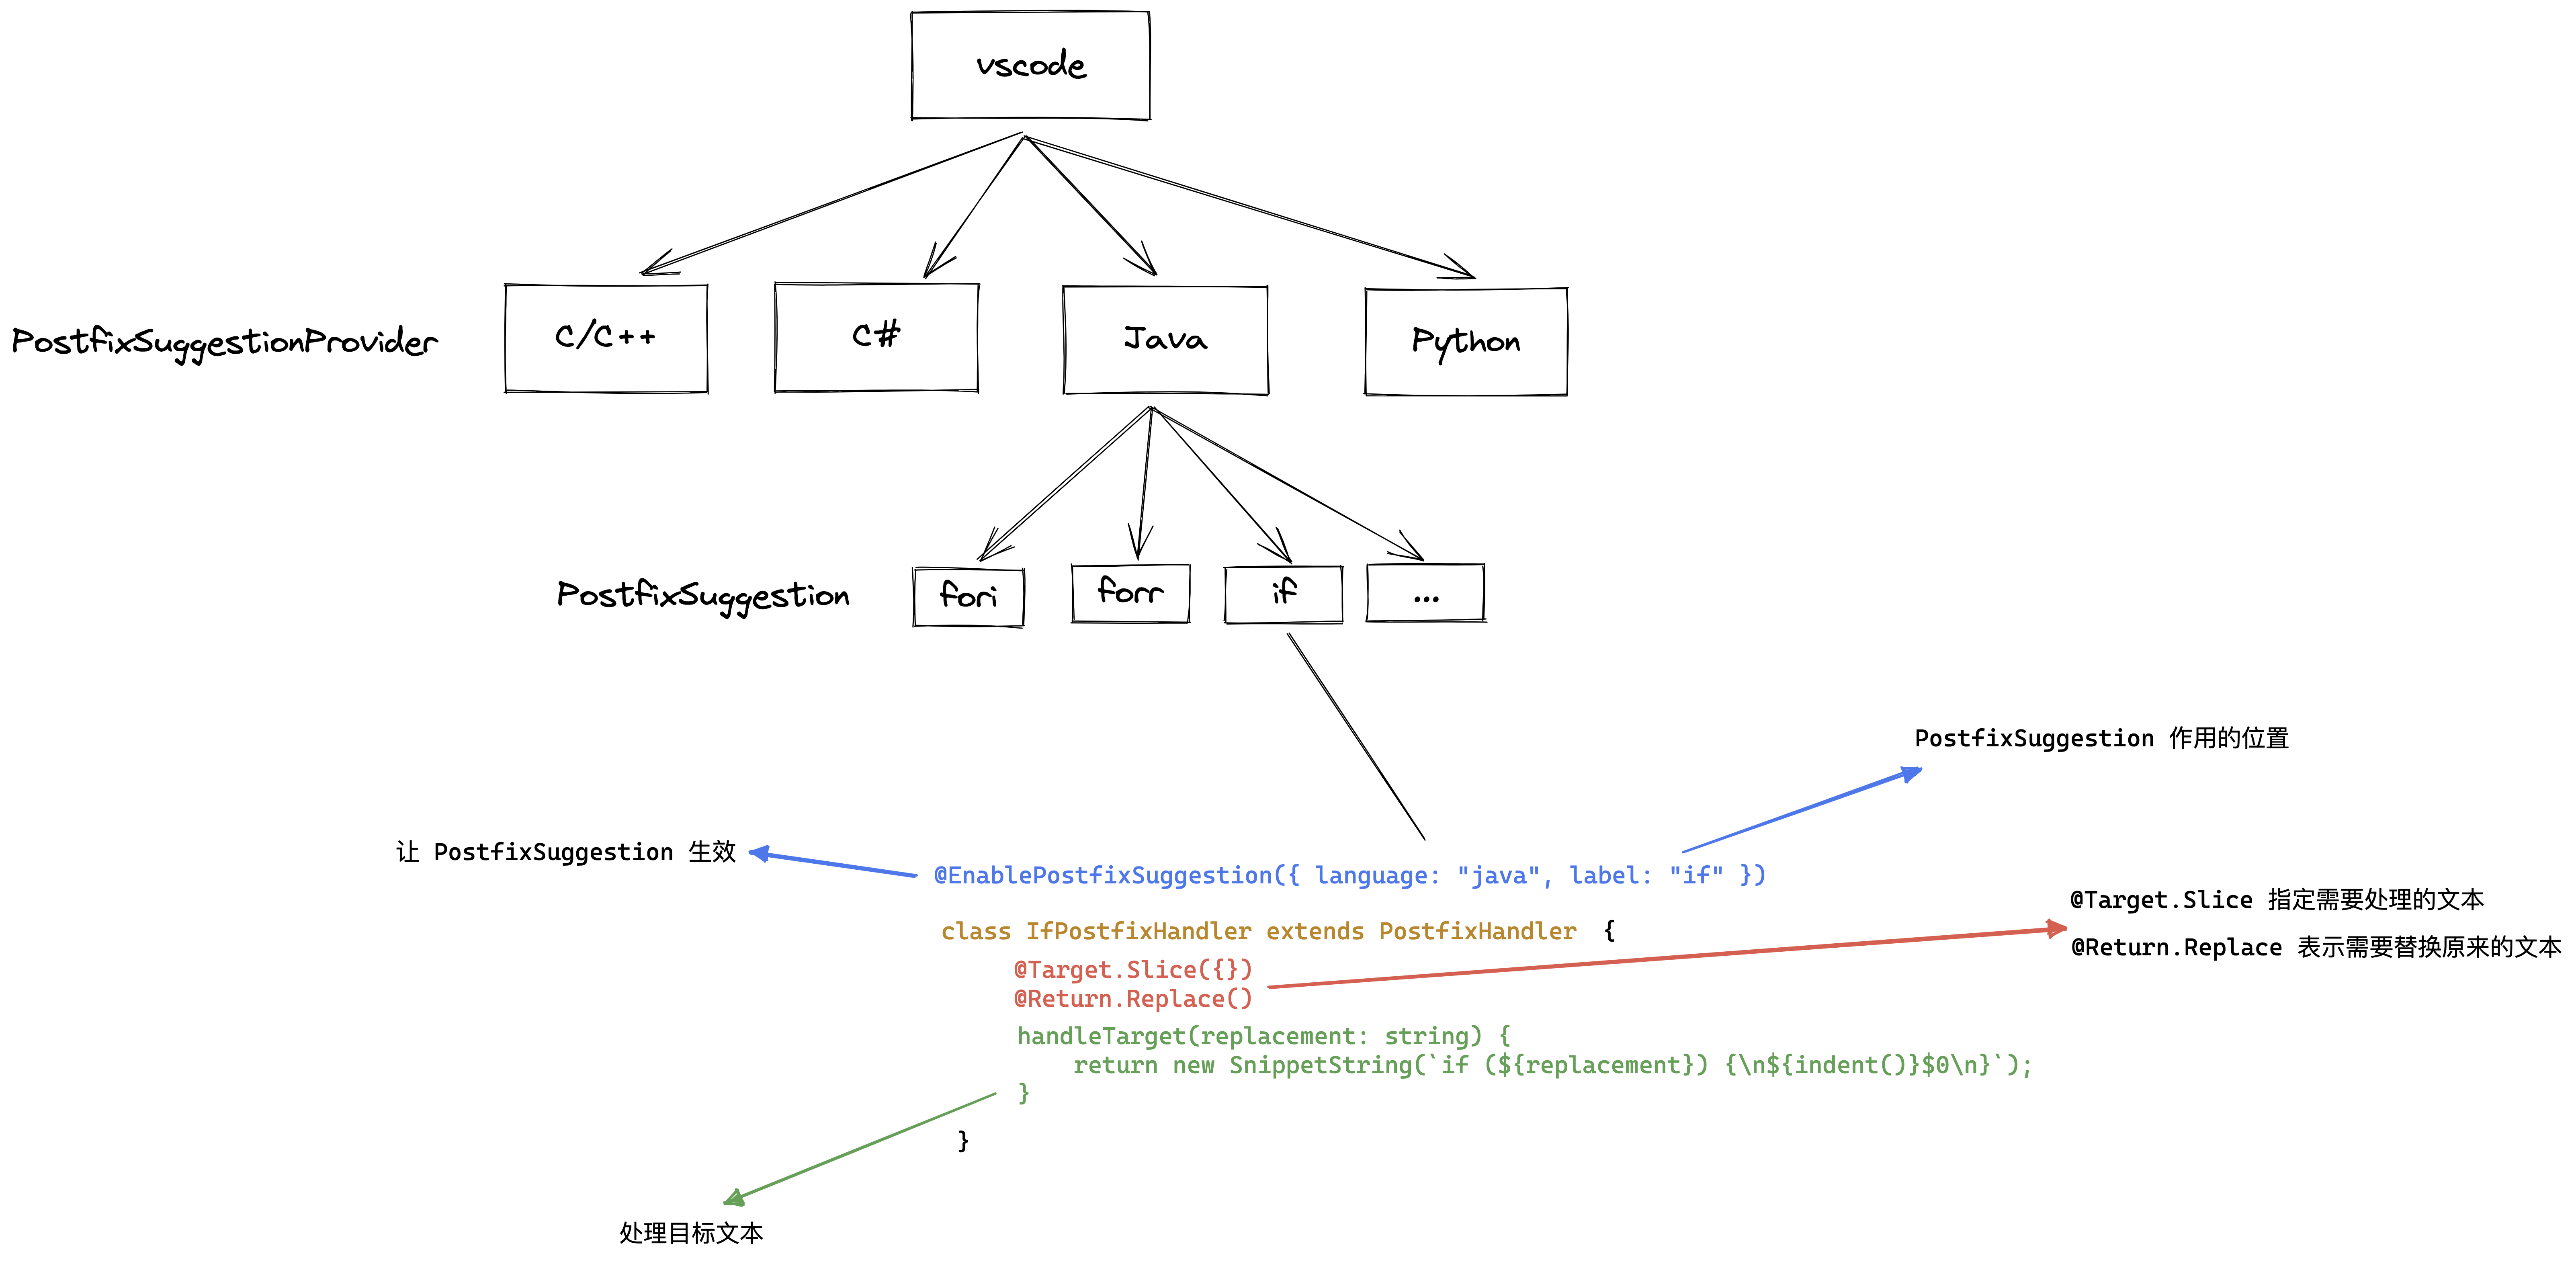 vscode
PostfixSuggestionProvider
C/C++
C#
Java
Python
PostfixSuggestion
fori
forr
if
...
PostfixSuggestion 作用的位置
让 PostfixSuggestion 生效
@EnablePostfixSuggestion({ language: "java", label: "if" })
@Target.Slice 指定需要处理的文本
@Return.Replace 表示需要替换原来的文本
class IfPostfixHandler extends PostfixHandler {
@Target.Slice({})
@Return.Replace()
handleTarget(replacement: string) {
return new SnippetString(`if (${replacement}) {\n${indent()}$0\n}`);
}
}
处理目标文本